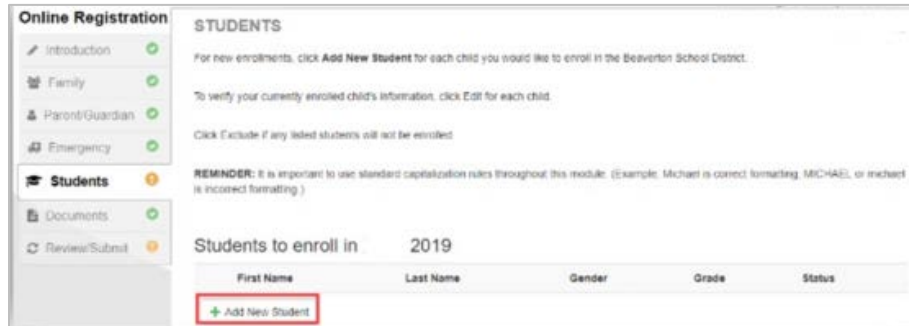 Online Registration
Introduction
Family
Parent/Guardian
Emergency
Students
Documents
Review/Submit
STUDENTS
For new enrollments, click Add New Student for each child you would like to enroll in the Beaverton School District.
To verify your currently enrolled child's information, click Edit for each child.
Click Exclude if any listed students will not be enrolled
REMINDER: It is important to use standard capitalization rules throughout this module. (Example, Michael is correct formatting, MICHAEL or michael
is incorrect formatting.)
Students to enroll in 2019
First Name Last Name Gender Grade Status
+ Add New Student